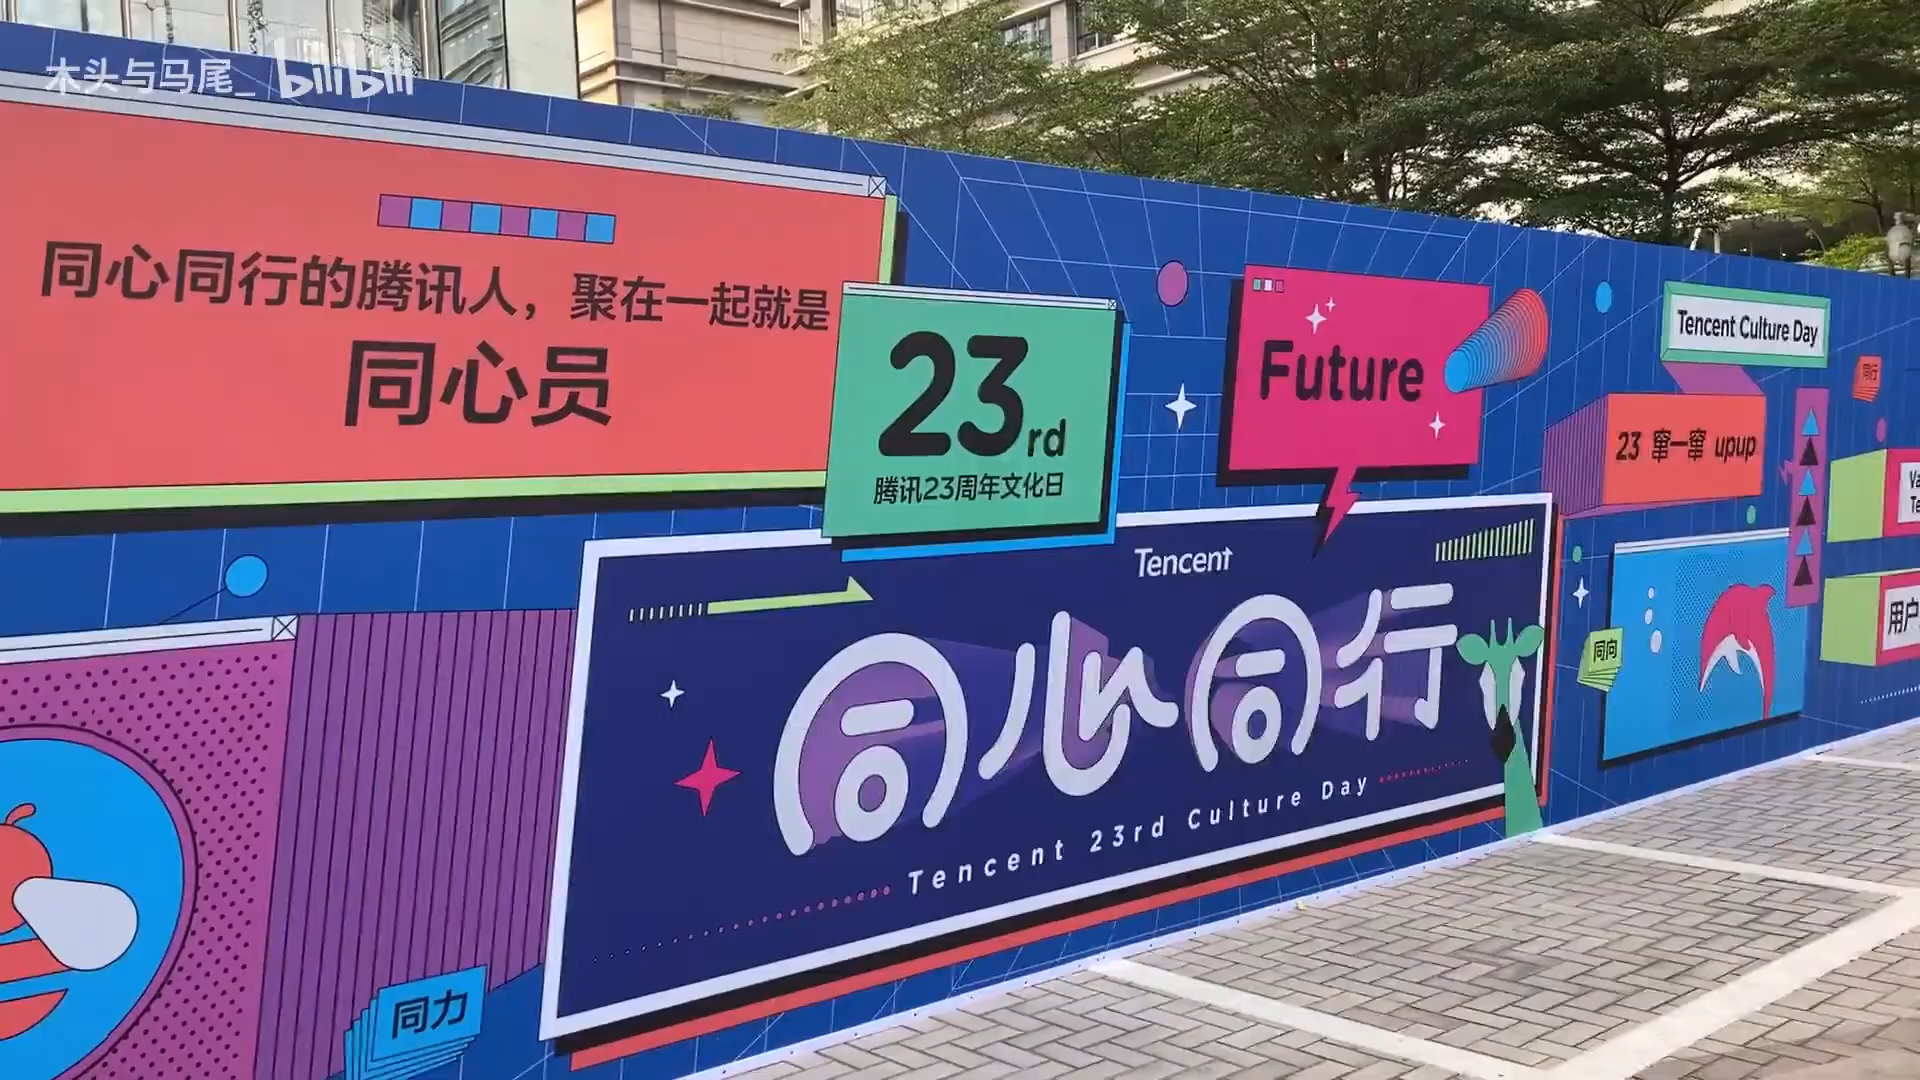 木头与马尾_ bilibili
同心同行的腾讯人，聚在一起就是
同心员
23rd
腾讯23周年文化日
Future
Tencent Culture Day
同行
23 窜一窜 upup
Va
Te
用户
同向
Tencent
同心同行
Tencent 23rd Culture Day
同力